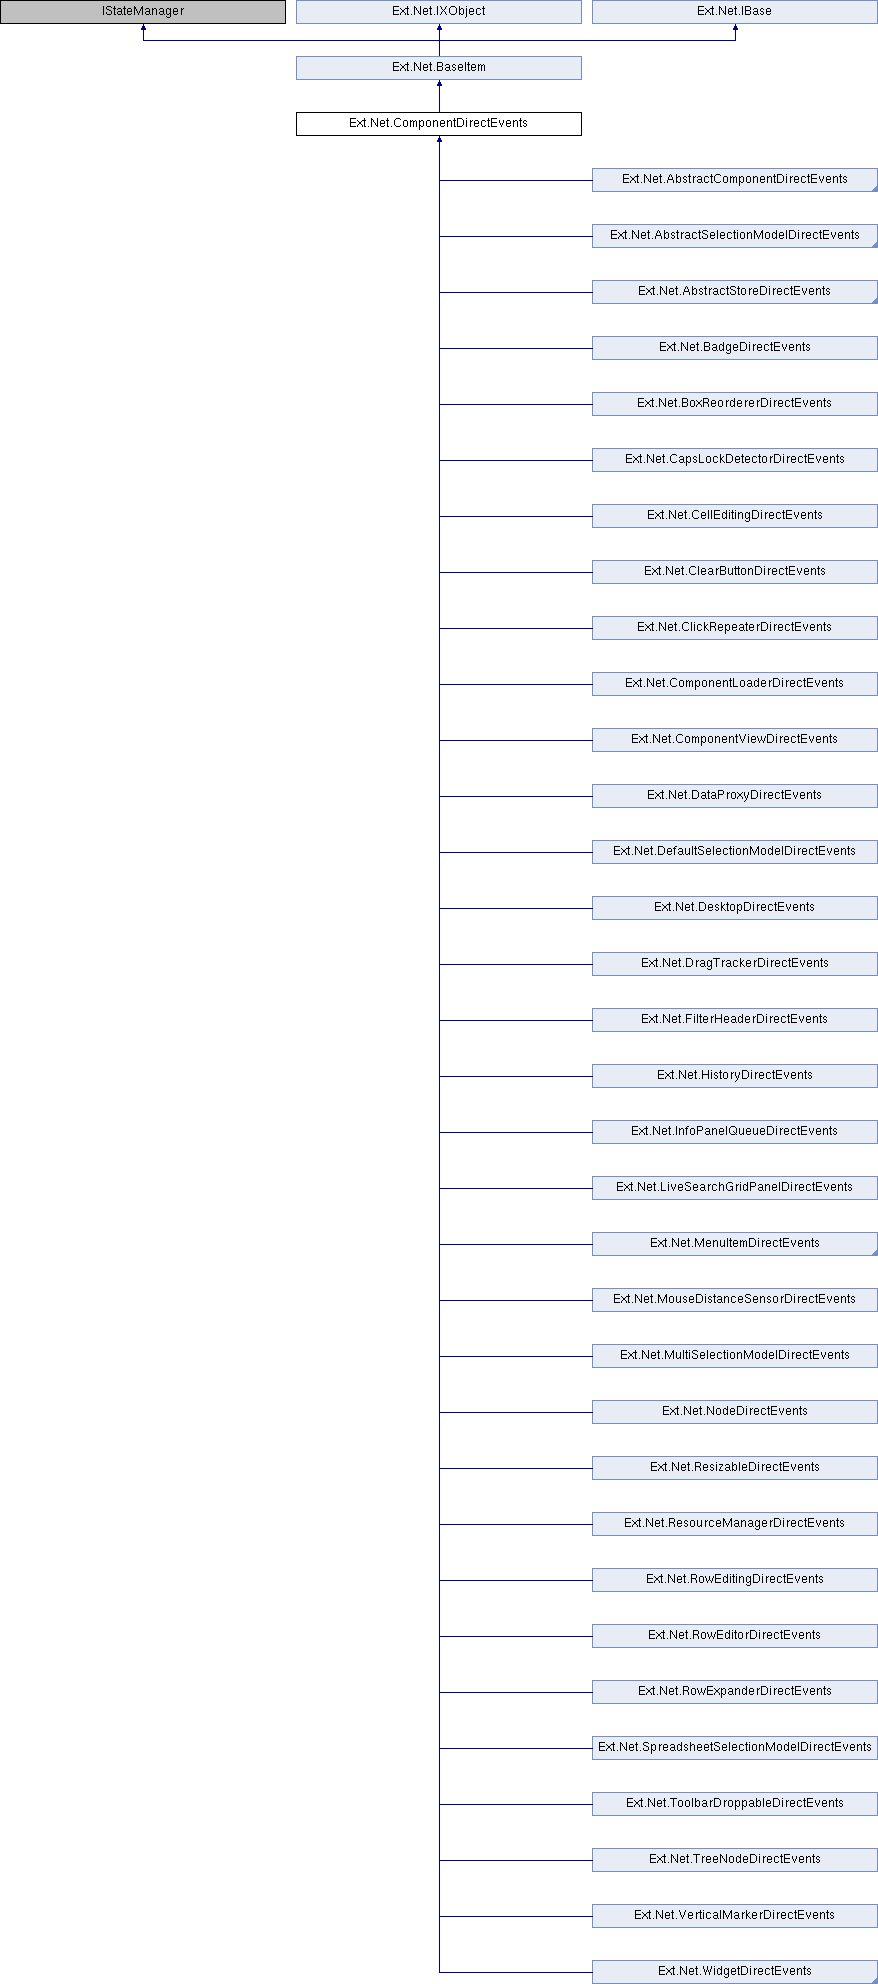 IStateManager
Ext.Net.IXObject
Ext.Net.IBase
Ext.Net.BaseItem
Ext.Net.ComponentDirectEvents
Ext.Net.AbstractComponentDirectEvents
Ext.Net.AbstractSelectionModelDirectEvents
Ext.Net.AbstractStoreDirectEvents
Ext.Net.BadgeDirectEvents
Ext.Net.BoxReordererDirectEvents
Ext.Net.CapsLockDetectorDirectEvents
Ext.Net.CellEditingDirectEvents
Ext.Net.ClearButtonDirectEvents
Ext.Net.ClickRepeaterDirectEvents
Ext.Net.ComponentLoaderDirectEvents
Ext.Net.ComponentViewDirectEvents
Ext.Net.DataProxyDirectEvents
Ext.Net.DefaultSelectionModelDirectEvents
Ext.Net.DesktopDirectEvents
Ext.Net.DragTrackerDirectEvents
Ext.Net.FilterHeaderDirectEvents
Ext.Net.HistoryDirectEvents
Ext.Net.InfoPanelQueueDirectEvents
Ext.Net.LiveSearchGridPanelDirectEvents
Ext.Net.MenuItemDirectEvents
Ext.Net.MouseDistanceSensorDirectEvents
Ext.Net.MultiSelectionModelDirectEvents
Ext.Net.NodeDirectEvents
Ext.Net.ResizableDirectEvents
Ext.Net.ResourceManagerDirectEvents
Ext.Net.RowEditingDirectEvents
Ext.Net.RowEditorDirectEvents
Ext.Net.RowExpanderDirectEvents
Ext.Net.SpreadsheetSelectionModelDirectEvents
Ext.Net.ToolbarDroppableDirectEvents
Ext.Net.TreeNodeDirectEvents
Ext.Net.VerticalMarkerDirectEvents
Ext.Net.WidgetDirectEvents